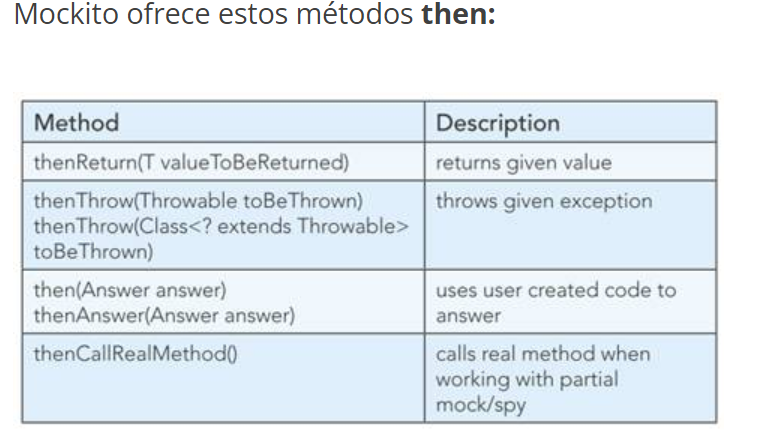 Mockito ofrece estos métodos then:
Method
Description
thenReturn(T valueToBeReturned)
returns given value
thenThrow(Throwable toBeThrown)
thenThrow(Class<? extends Throwable>
toBeThrown)
throws given exception
then(Answer answer)
thenAnswer(Answer answer)
uses user created code to
answer
thenCallRealMethod()
calls real method when
working with partial
mock/spy